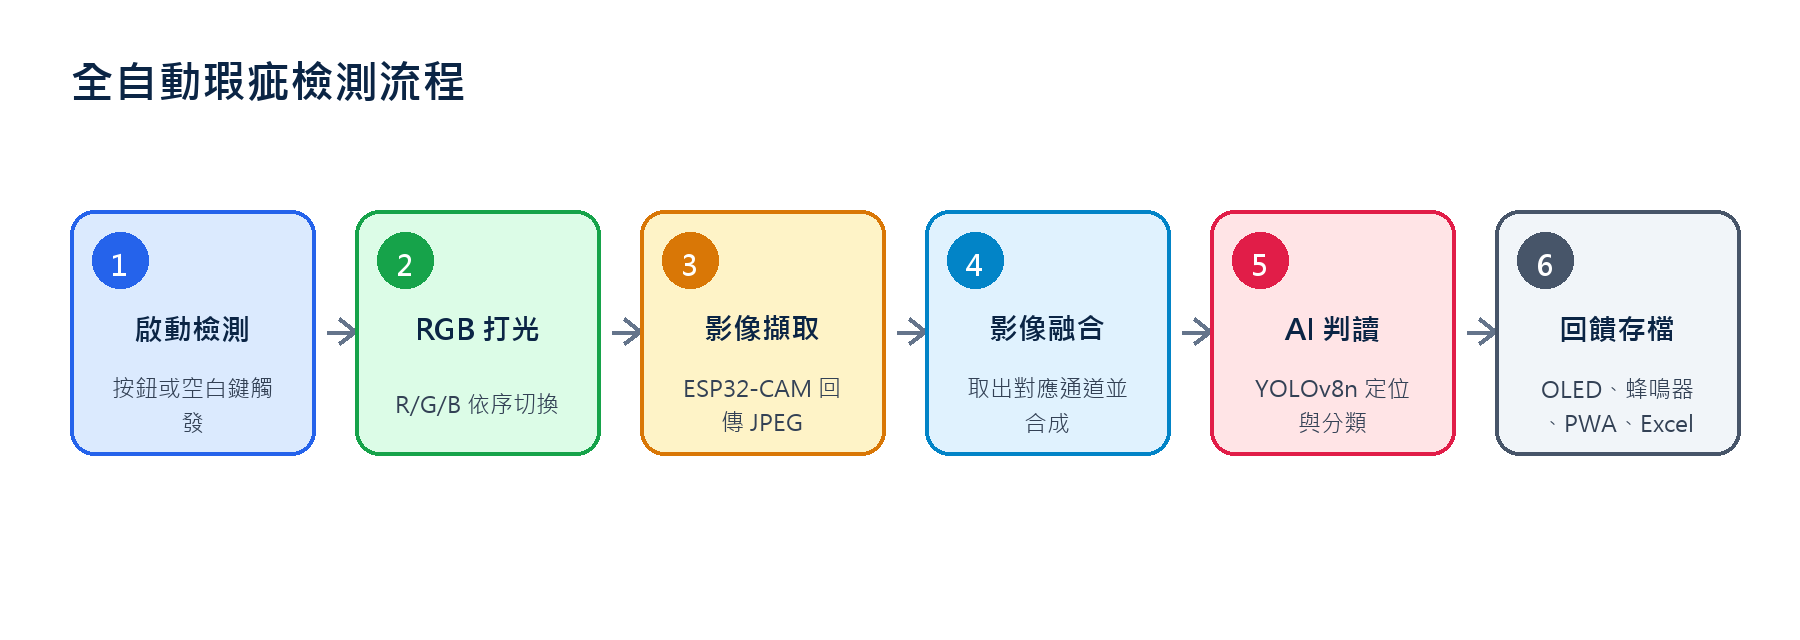 全自動瑕疵檢測流程
1
啟動檢測
按鈕或空白鍵觸
發
2
RGB 打光
R/G/B 依序切換
3
影像擷取
ESP32-CAM 回
傳 JPEG
4
影像融合
取出對應通道並
合成
5
AI 判讀
YOLOv8n 定位
與分類
6
回饋存檔
OLED、蜂鳴器
、PWA、Excel